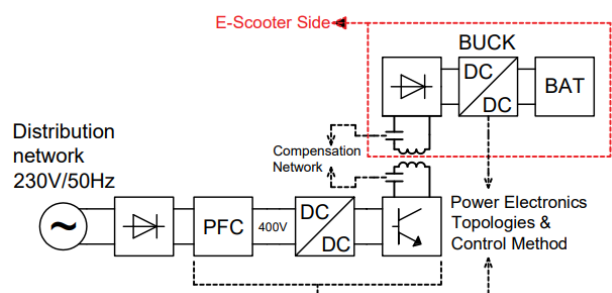 E-Scooter Side
BUCK
DC
DC
BAT
Compensation
Network
Distribution
network
230V/50Hz
PFC
400V
DC
DC
Power Electronics
Topologies &
Control Method
~